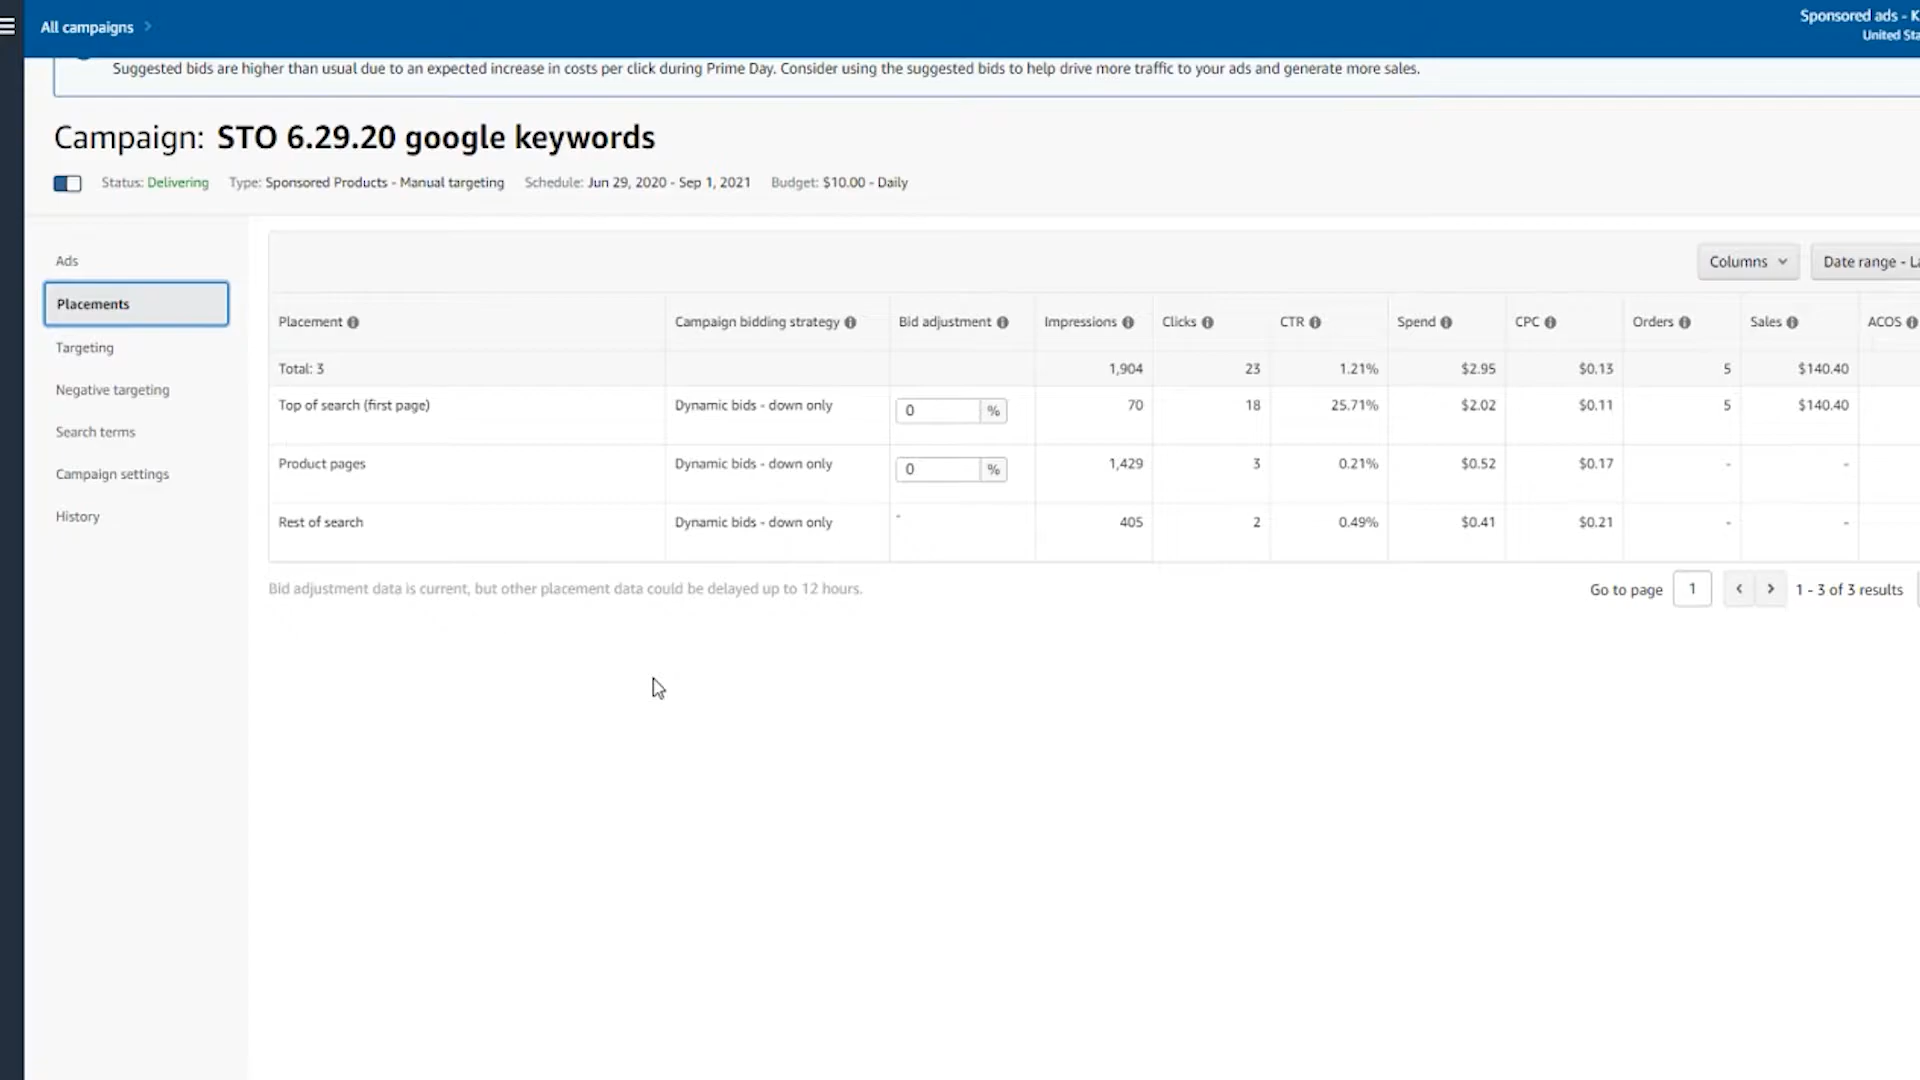 All campaigns
Sponsored ads - K
United Sta
Suggested bids are higher than usual due to an expected increase in costs per click during Prime Day. Consider using the suggested bids to help drive more traffic to your ads and generate more sales.
Campaign: STO 6.29.20 google keywords
Status: Delivering Type: Sponsored Products - Manual targeting Schedule: Jun 29, 2020 - Sep 1, 2021 Budget: $10.00 - Daily
Ads
Placements
Targeting
Negative targeting
Search terms
Campaign settings
History
Columns Date range - La
Placement Campaign bidding strategy Bid adjustment Impressions Clicks CTR Spend CPC Orders Sales ACOS
Total: 3 1,904 23 1.21% $2.95 $0.13 5 $140.40
Top of search (first page) Dynamic bids - down only 0 % 70 18 25.71% $2.02 $0.11 5 $140.40
Product pages Dynamic bids - down only 0 % 1,429 3 0.21% $0.52 $0.17 - -
Rest of search Dynamic bids - down only - 405 2 0.49% $0.41 $0.21 - -
Bid adjustment data is current, but other placement data could be delayed up to 12 hours.
Go to page 1 1 - 3 of 3 results